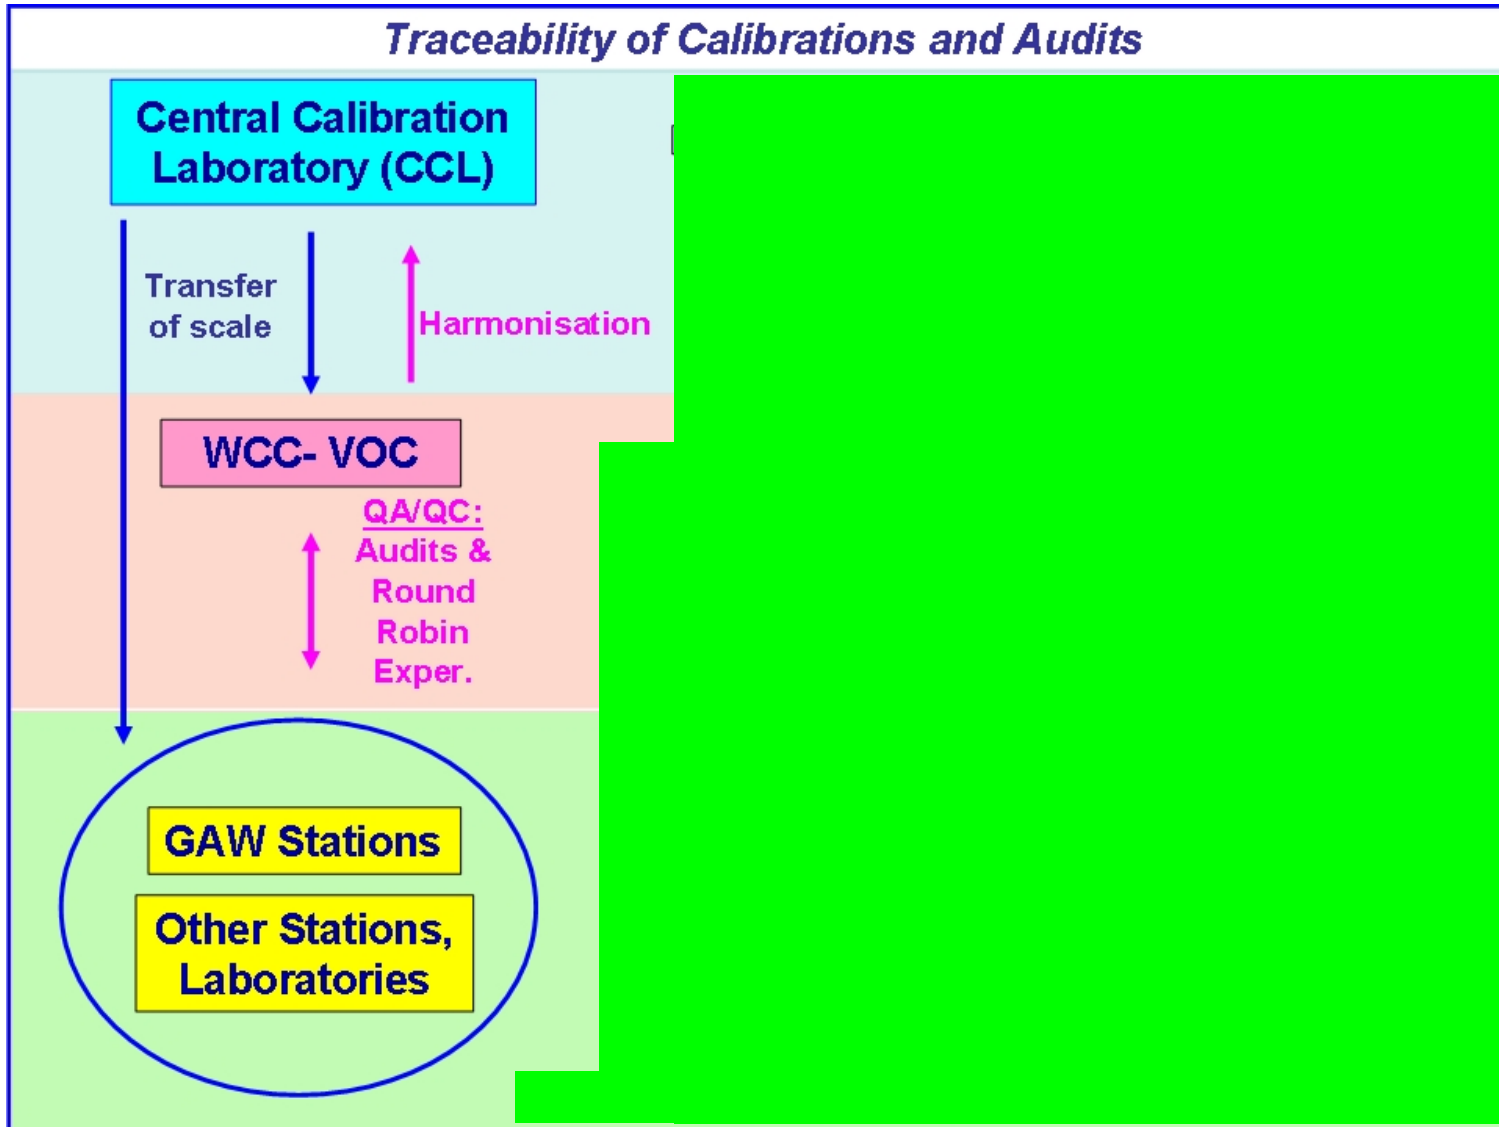 Traceability of Calibrations and Audits
Central Calibration
Laboratory (CCL)
Transfer
of scale
Harmonisation
WCC- VOC
QA/QC:
Audits &
Round
Robin
Exper.
GAW Stations
Other Stations,
Laboratories